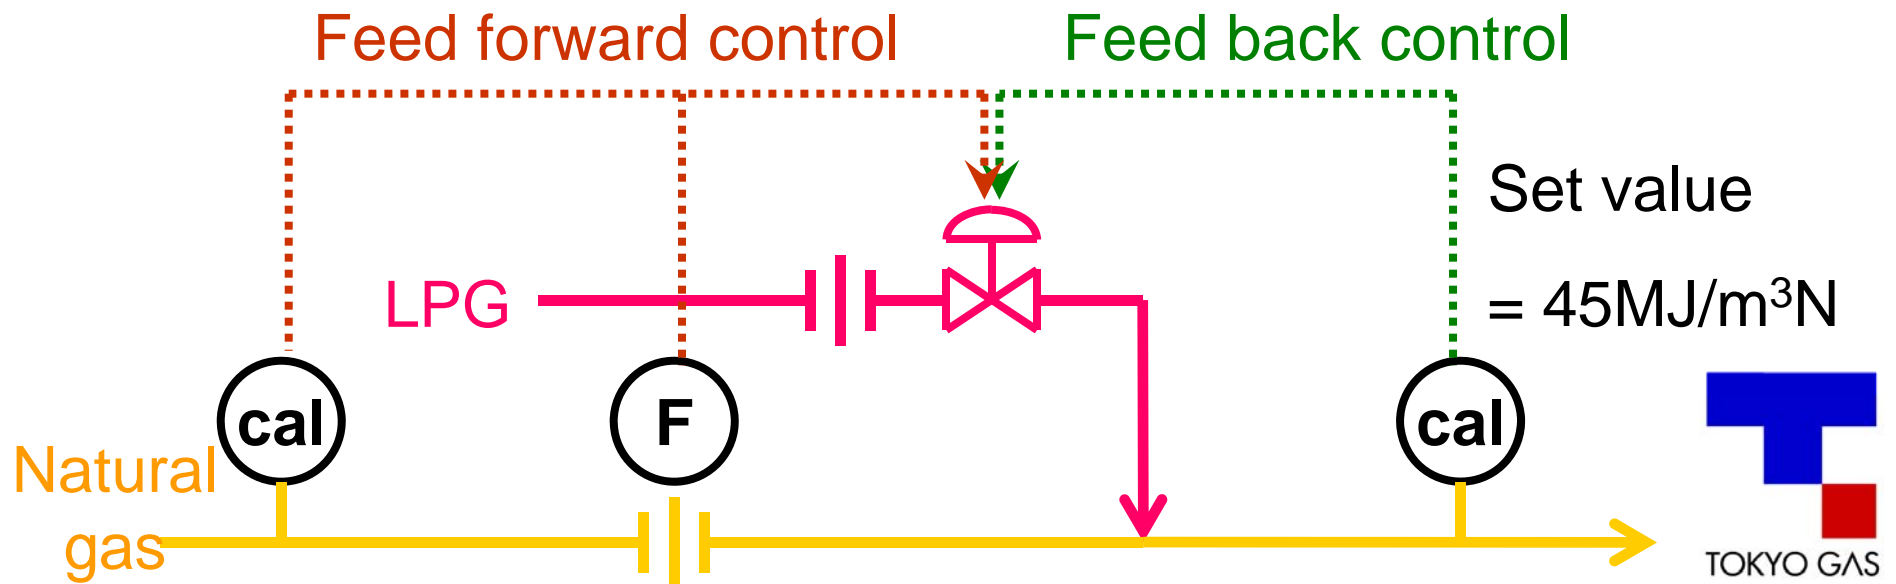 Feed forward control
Feed back control
Set value
= 45MJ/m³N
LPG
cal
F
cal
Natural
gas
TOKYO GAS